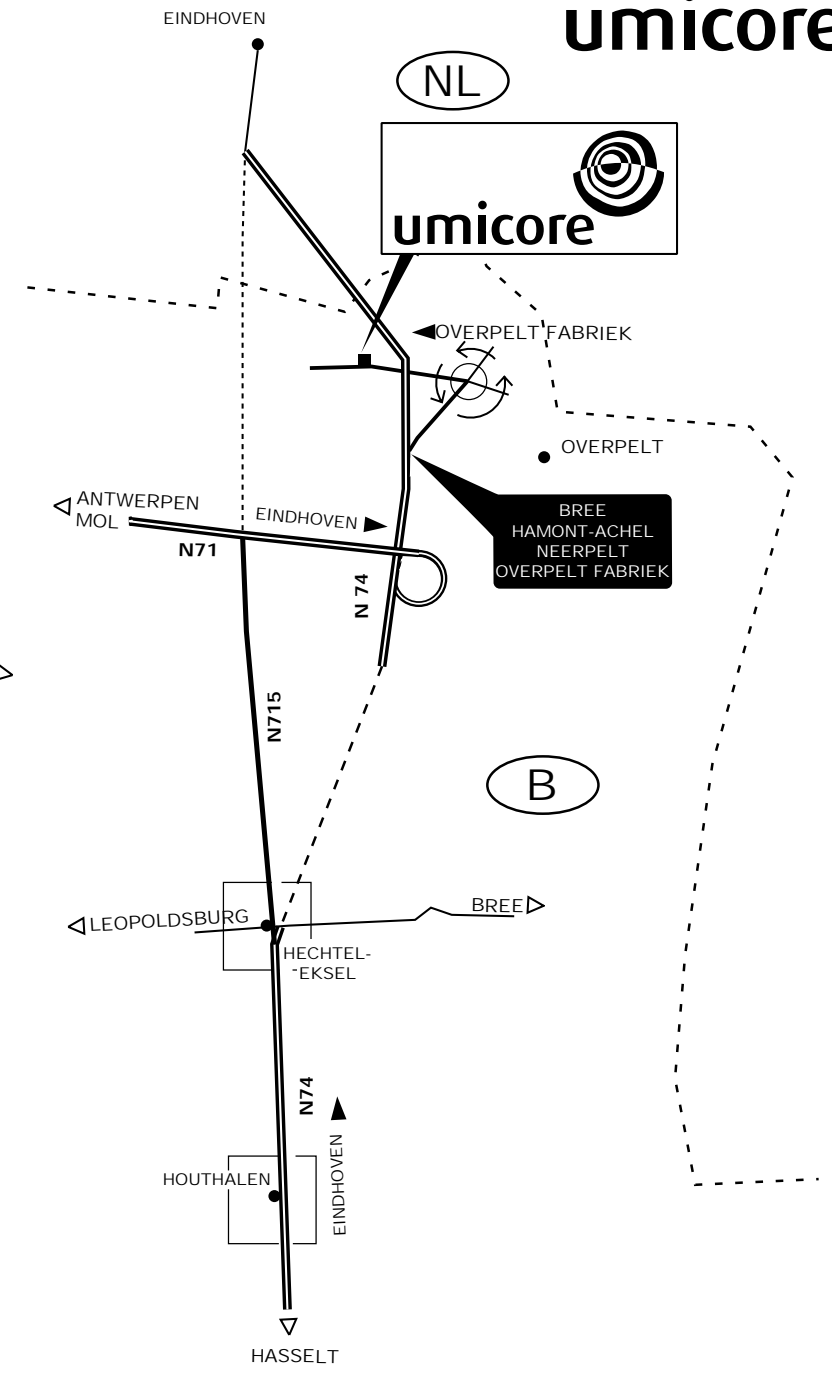 umicore
EINDHOVEN
NL
umicore
OVERPELT FABRIEK
OVERPELT
ANTWERPEN
MOL
EINDHOVEN
N71
BREE
HAMONT-ACHEL
NEERPELT
OVERPELT FABRIEK
N 74
N715
B
LEOPOLDSBURG
BREE
HECHTEL-
-EKSEL
N74
EINDHOVEN
HOUTHALEN
HASSELT